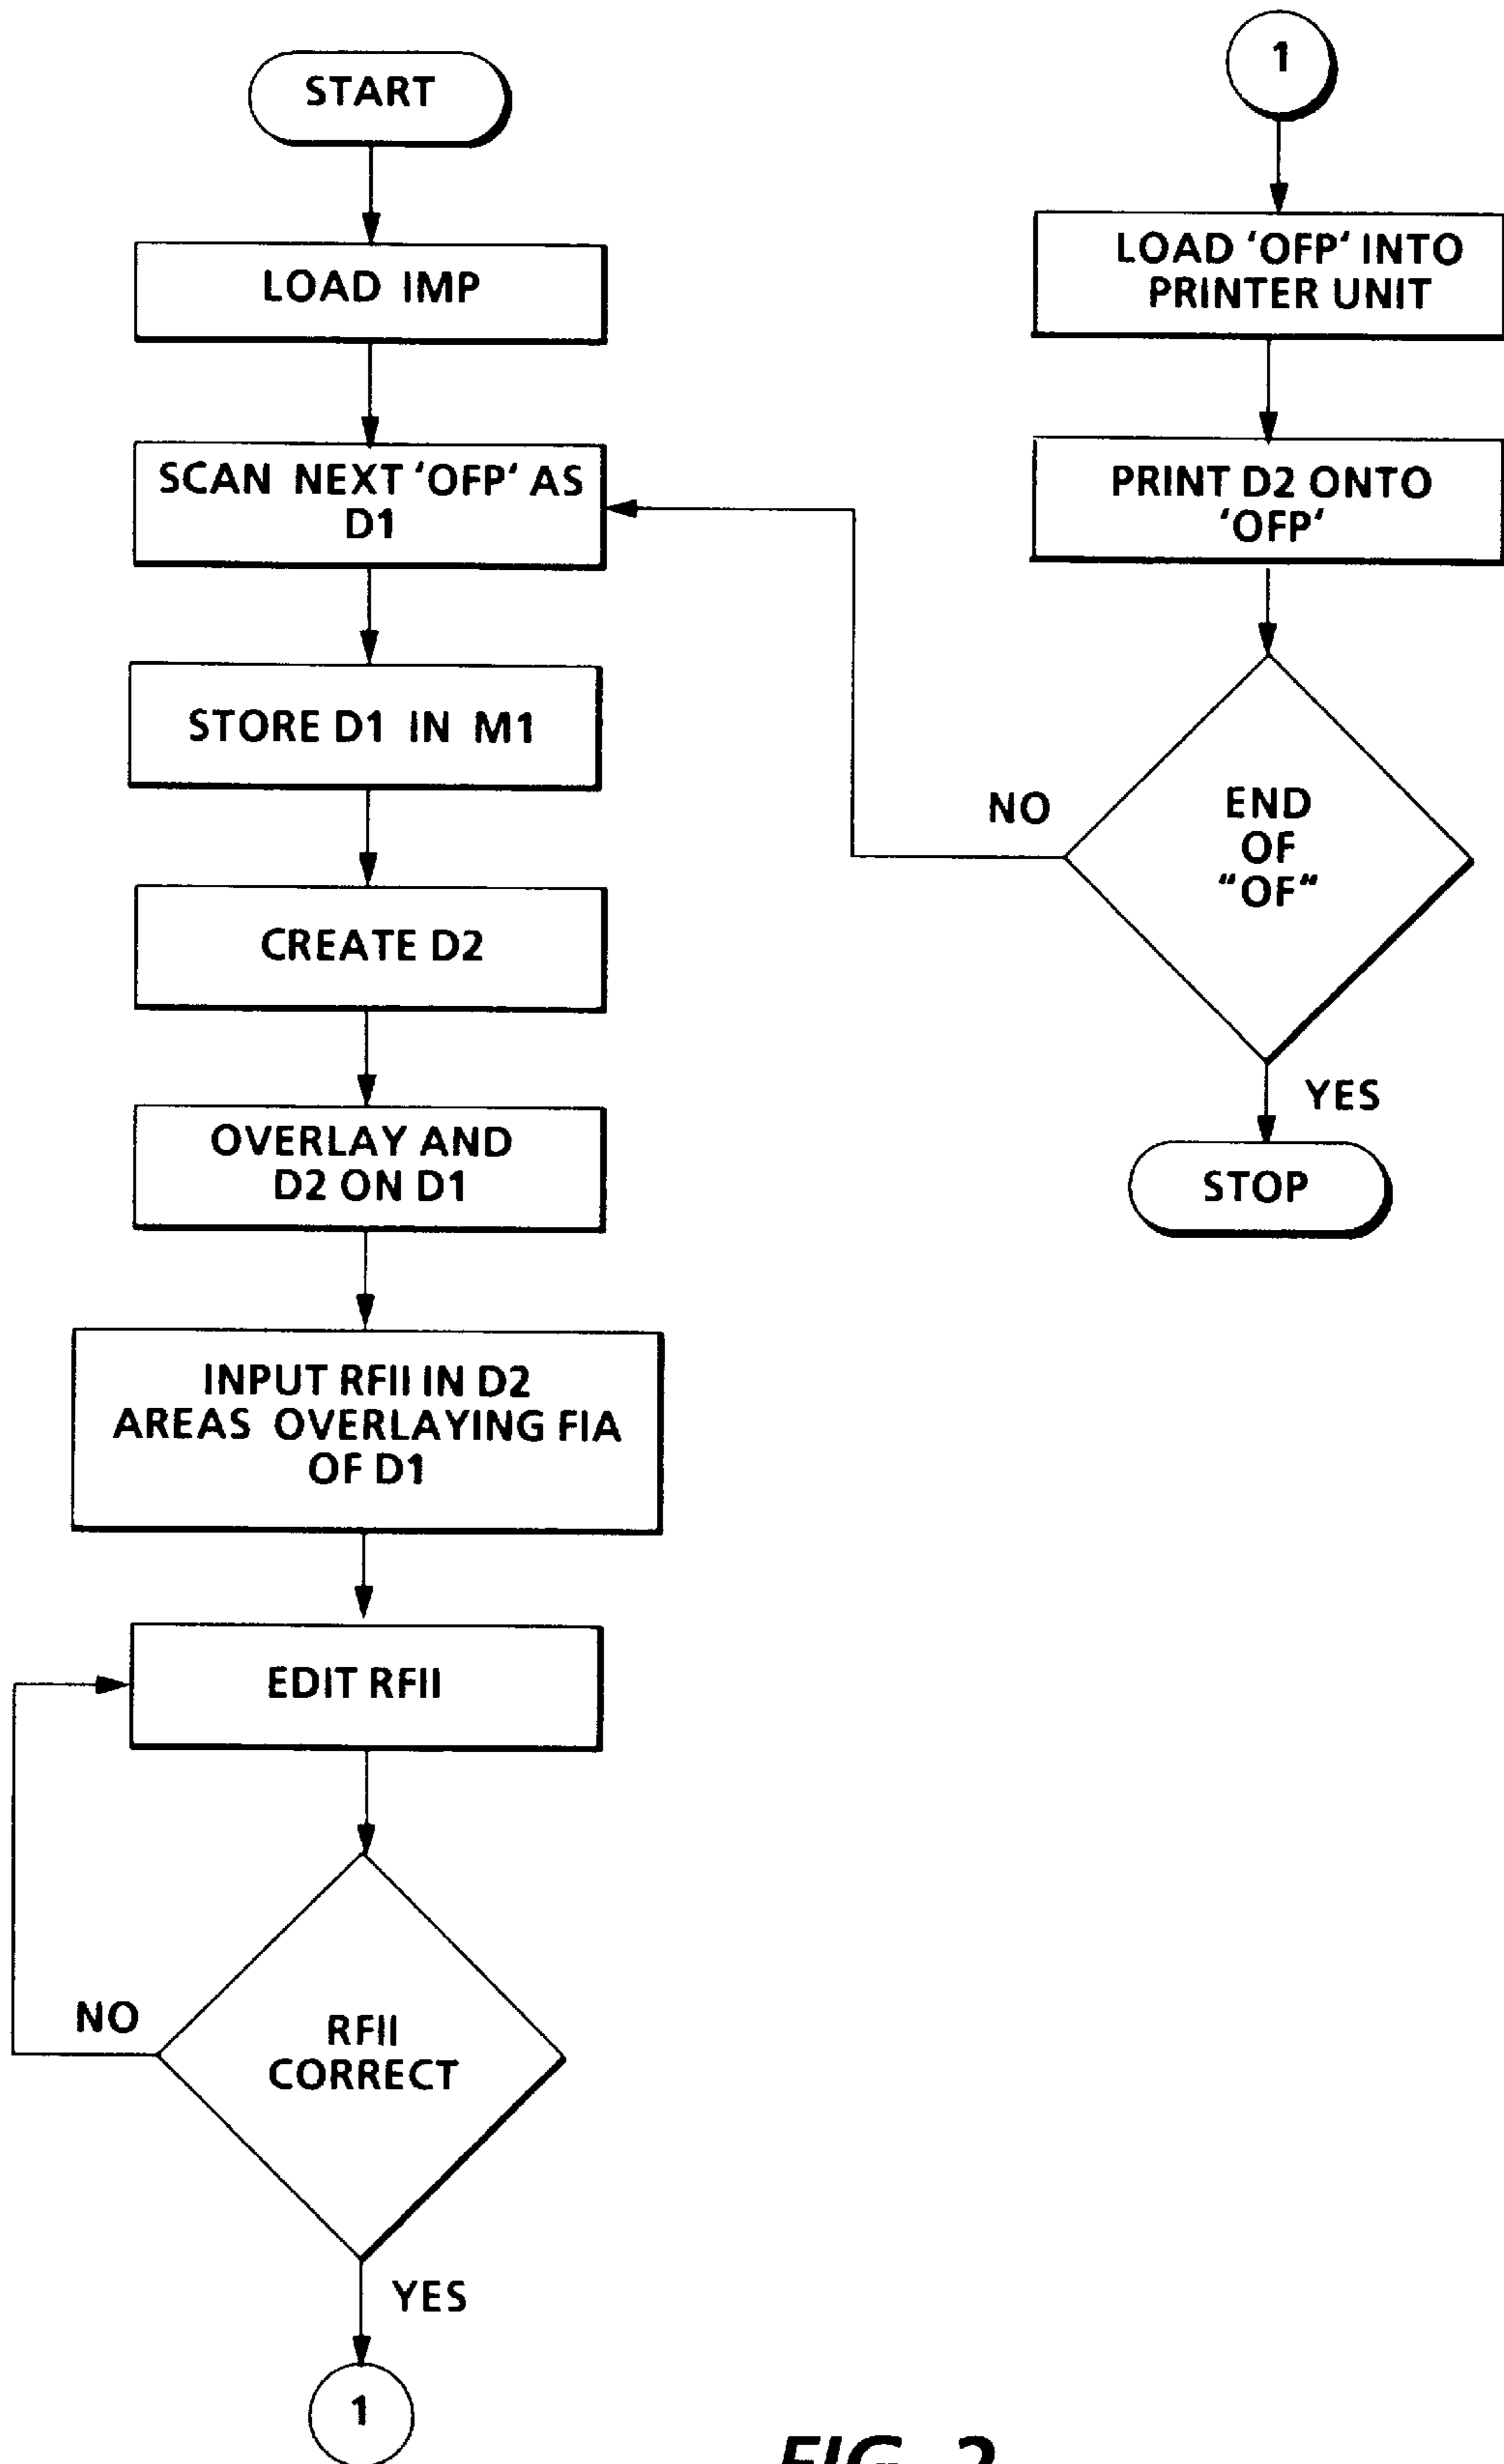 START
LOAD IMP
SCAN NEXT 'OFP' AS
D1
STORE D1 IN M1
CREATE D2
OVERLAY AND
D2 ON D1
INPUT RFII IN D2
AREAS OVERLAYING FIA
OF D1
EDIT RFII
NO
RFII
CORRECT
YES
1
1
LOAD 'OFP' INTO
PRINTER UNIT
PRINT D2 ONTO
'OFP'
NO
END
OF
"OF"
YES
STOP
FIG. 2